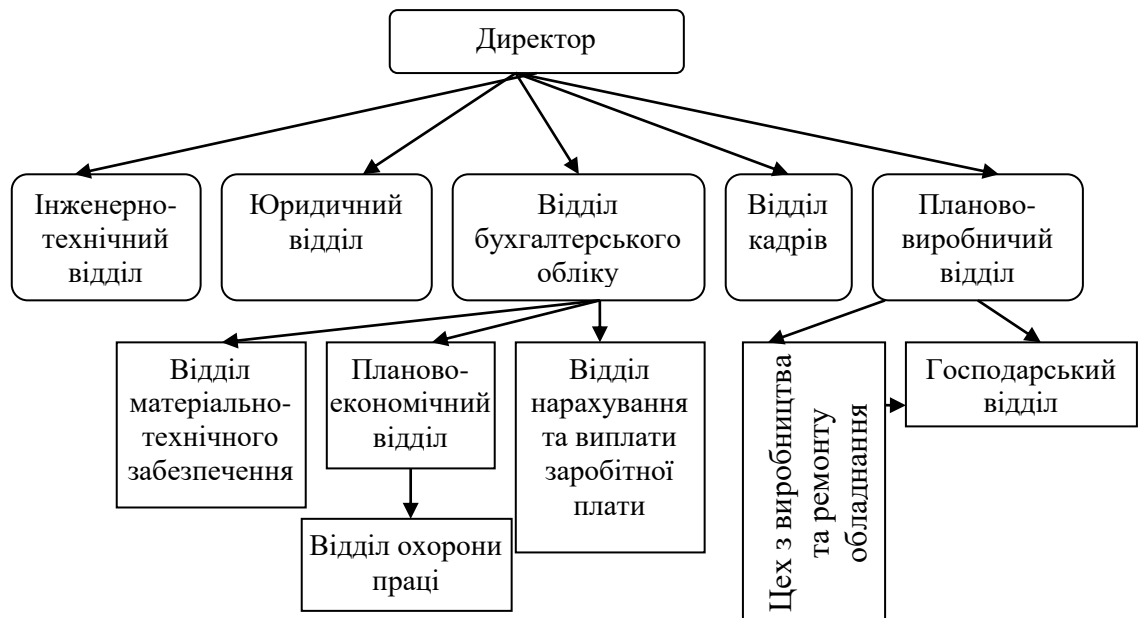 Директор
Інженерно-
технічний
відділ
Юридичний
відділ
Відділ
бухгалтерського
обліку
Відділ
кадрів
Планово-
виробничий
відділ
Відділ
матеріально-
технічного
забезпечення
Планово-
економічний
відділ
Відділ
нарахування
та виплати
заробітної
плати
Цех з виробництва
та ремонту
обладнання
Господарський
відділ
Відділ охорони
праці